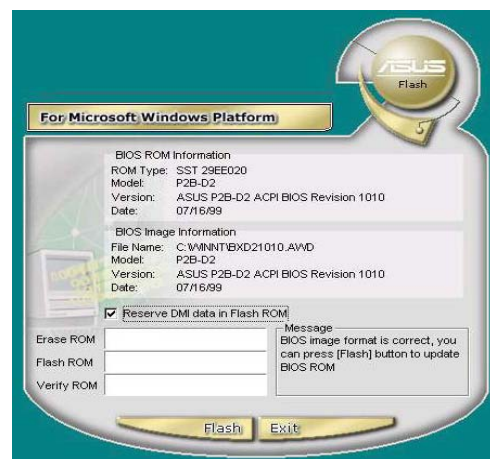 ASUS
Flash
For Microsoft Windows Platform
BIOS ROM Information
ROM Type: SST 29EE020
Model: P2B-D2
Version: ASUS P2B-D2 ACPI BIOS Revision 1010
Date: 07/16/99
BIOS Image Information
File Name: C:\WINNT\BXD21010.AWD
Model: P2B-D2
Version: ASUS P2B-D2 ACPI BIOS Revision 1010
Date: 07/16/99
Reserve DMI data in Flash ROM
Erase ROM
Flash ROM
Verify ROM
Message
BIOS image format is correct, you
can press [Flash] button to update
BIOS ROM
Flash
Exit